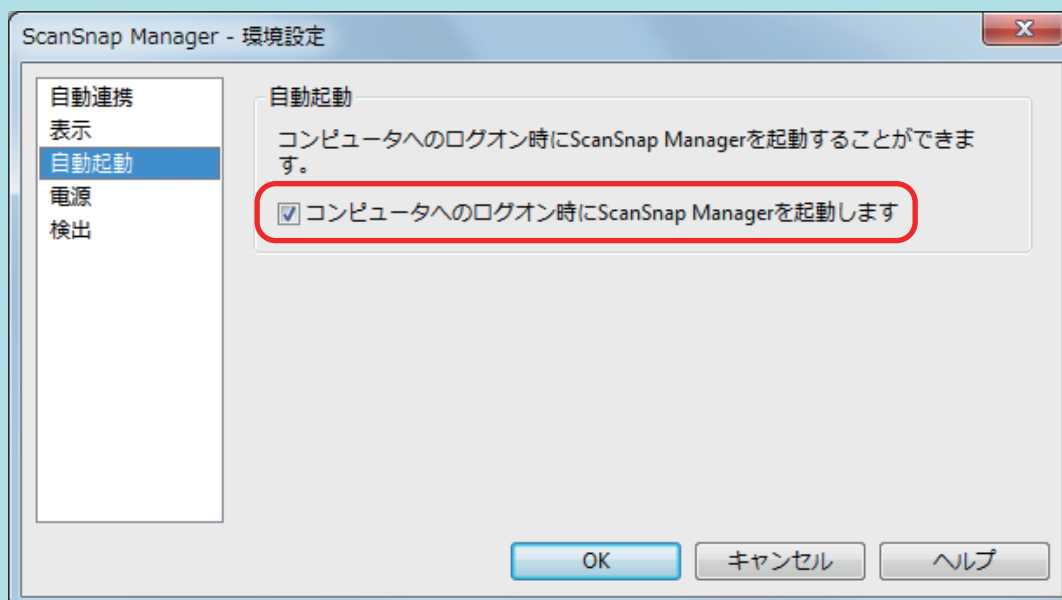 ScanSnap Manager - 環境設定
自動連携
表示
自動起動
電源
検出
自動起動
コンピュータへのログオン時にScanSnap Managerを起動することができま
す。
コンピュータへのログオン時にScanSnap Managerを起動します
OK
キャンセル
ヘルプ